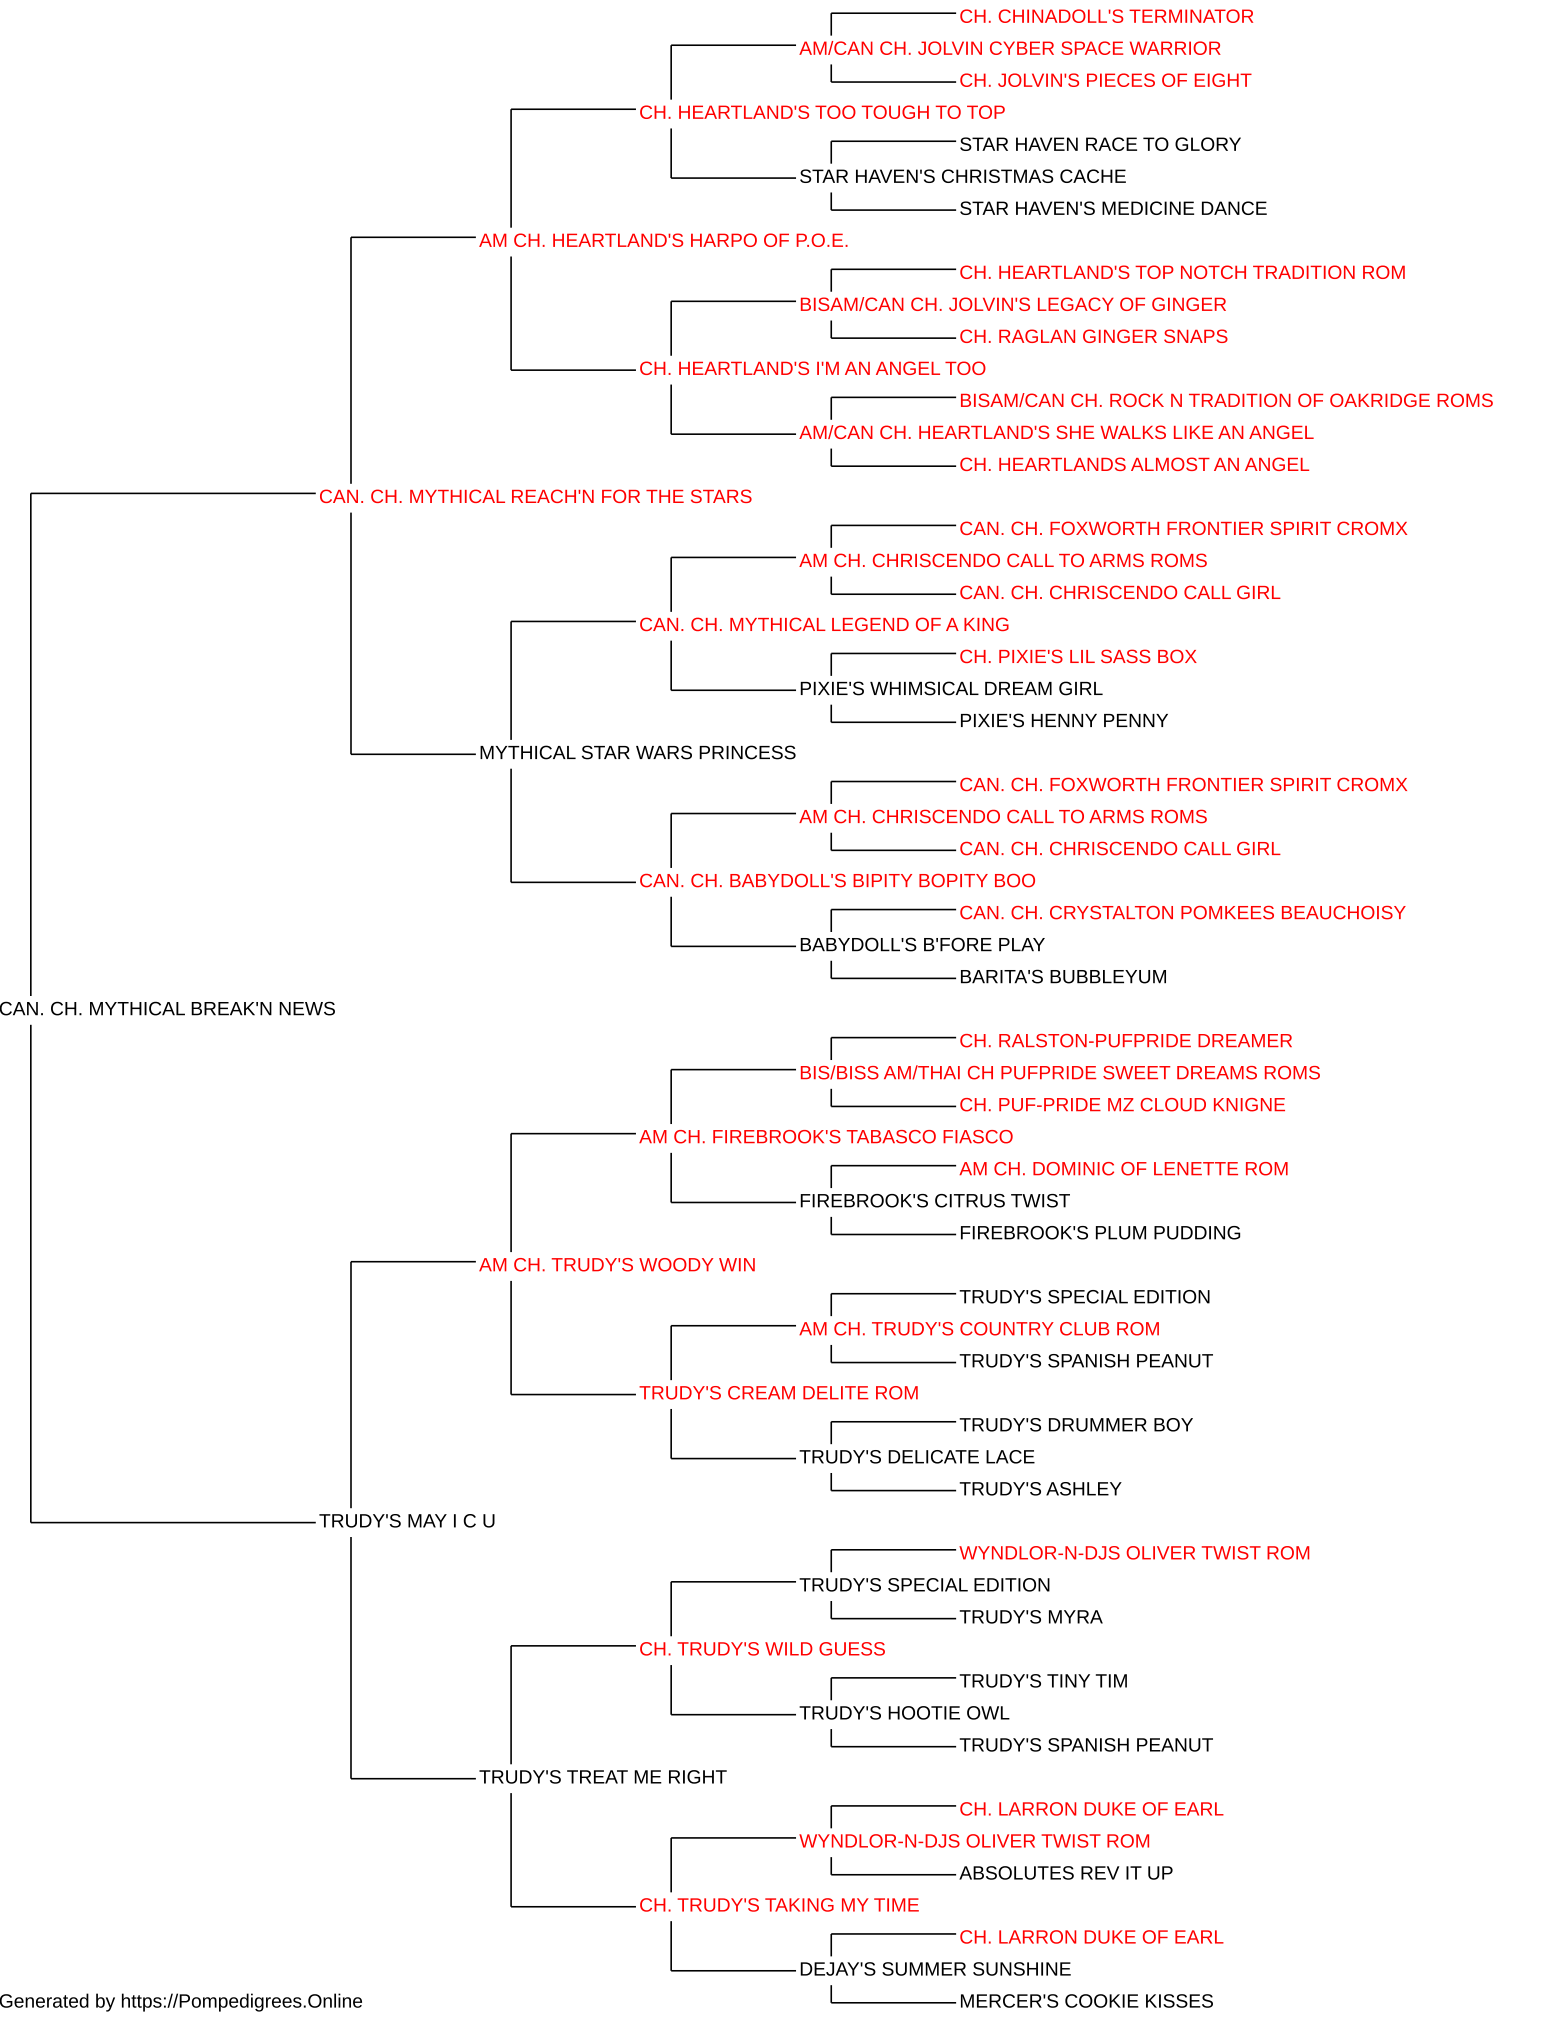 CH. CHINADOLL'S TERMINATOR
AM/CAN CH. JOLVIN CYBER SPACE WARRIOR
CH. JOLVIN'S PIECES OF EIGHT
CH. HEARTLAND'S TOO TOUGH TO TOP
STAR HAVEN RACE TO GLORY
STAR HAVEN'S CHRISTMAS CACHE
STAR HAVEN'S MEDICINE DANCE
AM CH. HEARTLAND'S HARPO OF P.O.E.
CH. HEARTLAND'S TOP NOTCH TRADITION ROM
BISAM/CAN CH. JOLVIN'S LEGACY OF GINGER
CH. RAGLAN GINGER SNAPS
CH. HEARTLAND'S I'M AN ANGEL TOO
BISAM/CAN CH. ROCK N TRADITION OF OAKRIDGE ROMS
AM/CAN CH. HEARTLAND'S SHE WALKS LIKE AN ANGEL
CH. HEARTLANDS ALMOST AN ANGEL
CAN. CH. MYTHICAL REACH'N FOR THE STARS
CAN. CH. FOXWORTH FRONTIER SPIRIT CROMX
AM CH. CHRISCENDO CALL TO ARMS ROMS
CAN. CH. CHRISCENDO CALL GIRL
CAN. CH. MYTHICAL LEGEND OF A KING
CH. PIXIE'S LIL SASS BOX
PIXIE'S WHIMSICAL DREAM GIRL
PIXIE'S HENNY PENNY
MYTHICAL STAR WARS PRINCESS
CAN. CH. FOXWORTH FRONTIER SPIRIT CROMX
AM CH. CHRISCENDO CALL TO ARMS ROMS
CAN. CH. CHRISCENDO CALL GIRL
CAN. CH. BABYDOLL'S BIPITY BOPITY BOO
CAN. CH. CRYSTALTON POMKEES BEAUCHOISY
BABYDOLL'S B'FORE PLAY
BARITA'S BUBBLEYUM
CAN. CH. MYTHICAL BREAK'N NEWS
CH. RALSTON-PUFPRIDE DREAMER
BIS/BISS AM/THAI CH PUFPRIDE SWEET DREAMS ROMS
CH. PUF-PRIDE MZ CLOUD KNIGNE
AM CH. FIREBROOK'S TABASCO FIASCO
AM CH. DOMINIC OF LENETTE ROM
FIREBROOK'S CITRUS TWIST
FIREBROOK'S PLUM PUDDING
AM CH. TRUDY'S WOODY WIN
TRUDY'S SPECIAL EDITION
AM CH. TRUDY'S COUNTRY CLUB ROM
TRUDY'S SPANISH PEANUT
TRUDY'S CREAM DELITE ROM
TRUDY'S DRUMMER BOY
TRUDY'S DELICATE LACE
TRUDY'S ASHLEY
TRUDY'S MAY I C U
WYNDLOR-N-DJS OLIVER TWIST ROM
TRUDY'S SPECIAL EDITION
TRUDY'S MYRA
CH. TRUDY'S WILD GUESS
TRUDY'S TINY TIM
TRUDY'S HOOTIE OWL
TRUDY'S SPANISH PEANUT
TRUDY'S TREAT ME RIGHT
CH. LARRON DUKE OF EARL
WYNDLOR-N-DJS OLIVER TWIST ROM
ABSOLUTES REV IT UP
CH. TRUDY'S TAKING MY TIME
CH. LARRON DUKE OF EARL
DEJAY'S SUMMER SUNSHINE
MERCER'S COOKIE KISSES
Generated by https://Pompedigrees.Online